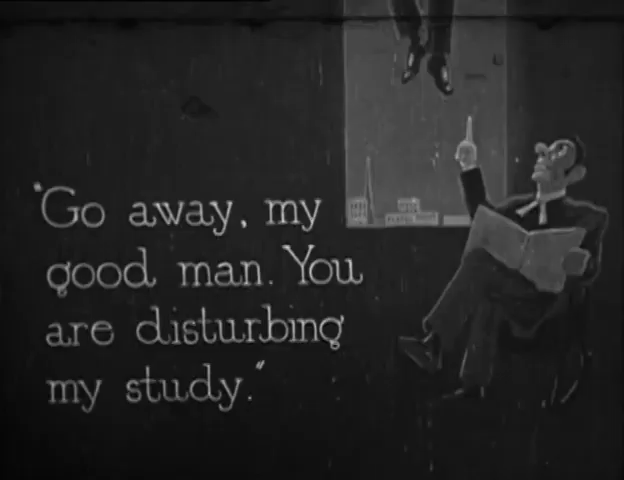 "Go away, my
good man. You
are disturbing
my study."